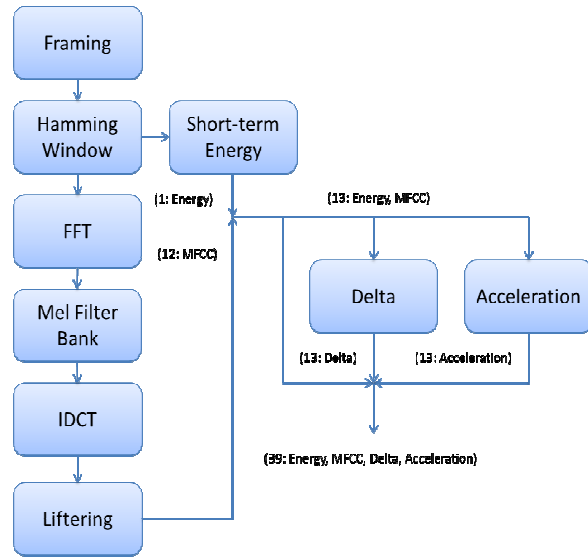 Framing
Hamming
Window
Short-term
Energy
(1: Energy)
(13: Energy, MFCC)
FFT
(12: MFCC)
Delta
Acceleration
Mel Filter
Bank
(13: Delta)
(13: Acceleration)
IDCT
(39: Energy, MFCC, Delta, Acceleration)
Liftering